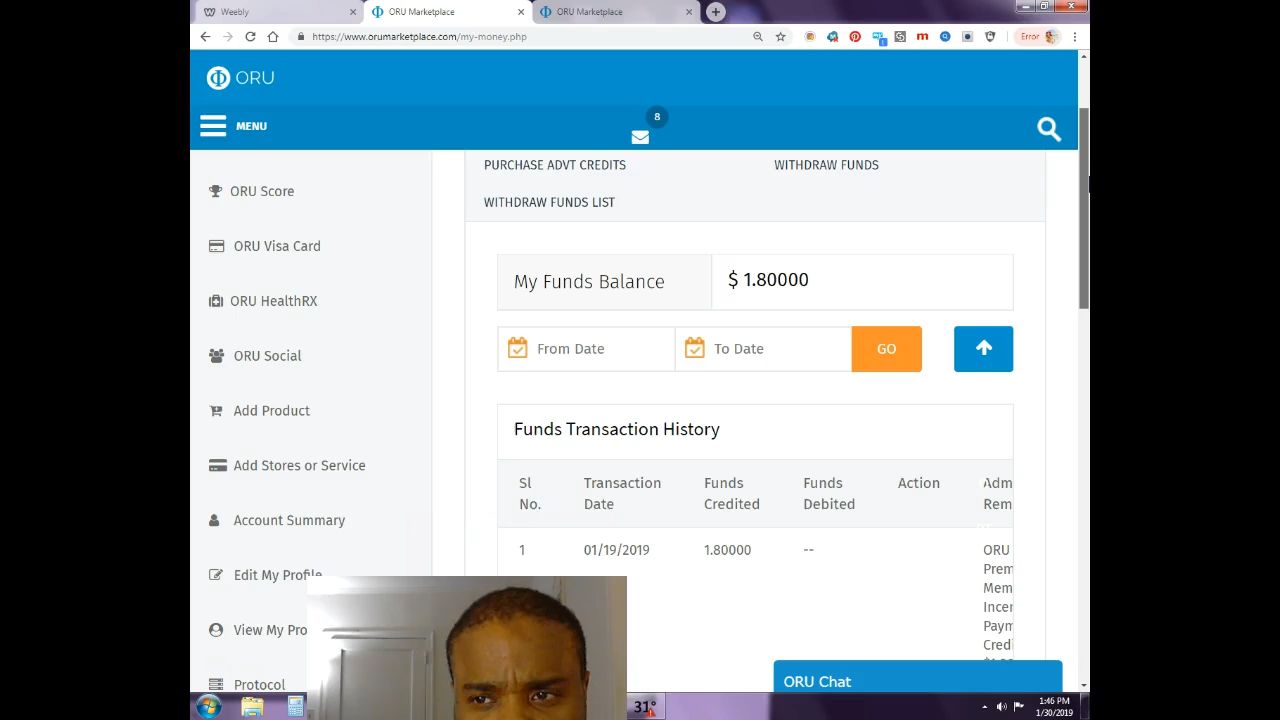 Weebly
ORU Marketplace
ORU Marketplace
https://www.orumarketplace.com/my-money.php
Error
ORU
8
MENU
PURCHASE ADVT CREDITS
WITHDRAW FUNDS
WITHDRAW FUNDS LIST
ORU Score
ORU Visa Card
ORU HealthRX
ORU Social
Add Product
Add Stores or Service
Account Summary
Edit My Profile
View My Pro
Protocol
My Funds Balance
$ 1.80000
From Date
To Date
GO
Funds Transaction History
Sl No.
Transaction Date
Funds Credited
Funds Debited
Action
Adm
Rem
1
01/19/2019
1.80000
--
ORU
Prem
Mem
Incer
Payn
Credi
ORU Chat
31°
1:46 PM
1/30/2019